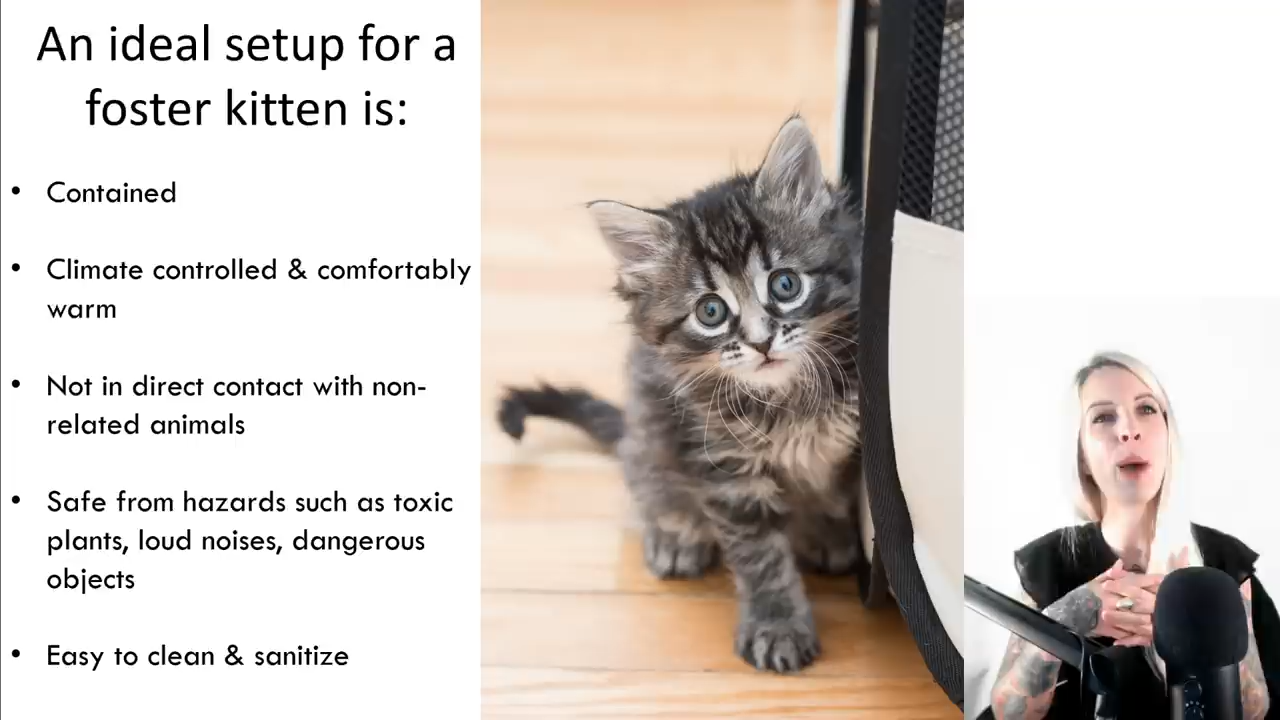 An ideal setup for a
foster kitten is:
• Contained
• Climate controlled & comfortably
warm
• Not in direct contact with non-
related animals
• Safe from hazards such as toxic
plants, loud noises, dangerous
objects
• Easy to clean & sanitize